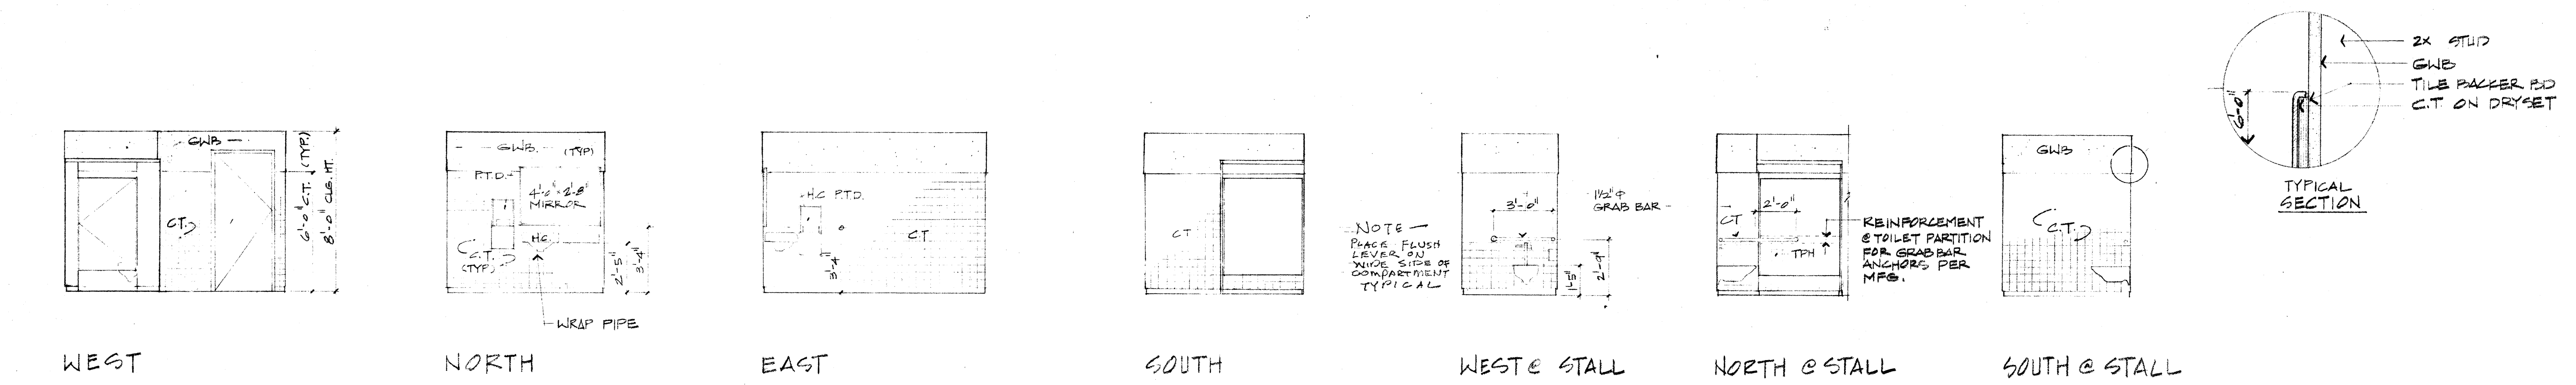 GWB
C.T.
6'-0" C.T. (TYP.)
8'-0" CLG. HT.
WEST
GWB. (TYP)
P.T.D.
4'-0" x 2'-8"
MIRROR
H.C.
C.T.
(TYP)
2'-5"
3'-4"
WRAP PIPE
NORTH
H.C P.T.D.
C.T.
3'-4
EAST
CT
SOUTH
NOTE —
PLACE FLUSH
LEVER ON
WIDE SIDE OF
COMPARTMENT
TYPICAL
3'-0"
1½" φ
GRAB BAR
1'-5"
2'-9"
WEST @ STALL
CT
2'-0"
TPH
REINFORCEMENT
@ TOILET PARTITION
FOR GRAB BAR
ANCHORS PER
MFG.
NORTH @ STALL
GWB
C.T.
SOUTH @ STALL
6'-0"
2x STUD
GWB
TILE BACKER BD
C.T ON DRYSET
TYPICAL
SECTION